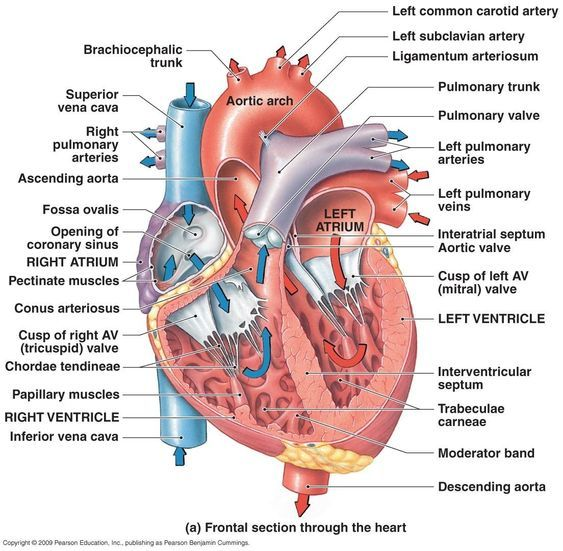 Left common carotid artery
Left subclavian artery
Ligamentum arteriosum
Brachiocephalic
trunk
Superior
vena cava
Aortic arch
Pulmonary trunk
Pulmonary valve
Right
pulmonary
arteries
Left pulmonary
arteries
Ascending aorta
Left pulmonary
veins
Fossa ovalis
LEFT
ATRIUM
Opening of
coronary sinus
Interatrial septum
Aortic valve
RIGHT ATRIUM
Pectinate muscles
Cusp of left AV
(mitral) valve
Conus arteriosus
LEFT VENTRICLE
Cusp of right AV
(tricuspid) valve
Chordae tendineae
Interventricular
septum
Papillary muscles
Trabeculae
carneae
RIGHT VENTRICLE
Inferior vena cava
Moderator band
Descending aorta
(a) Frontal section through the heart
Copyright © 2009 Pearson Education, Inc., publishing as Pearson Benjamin Cummings.